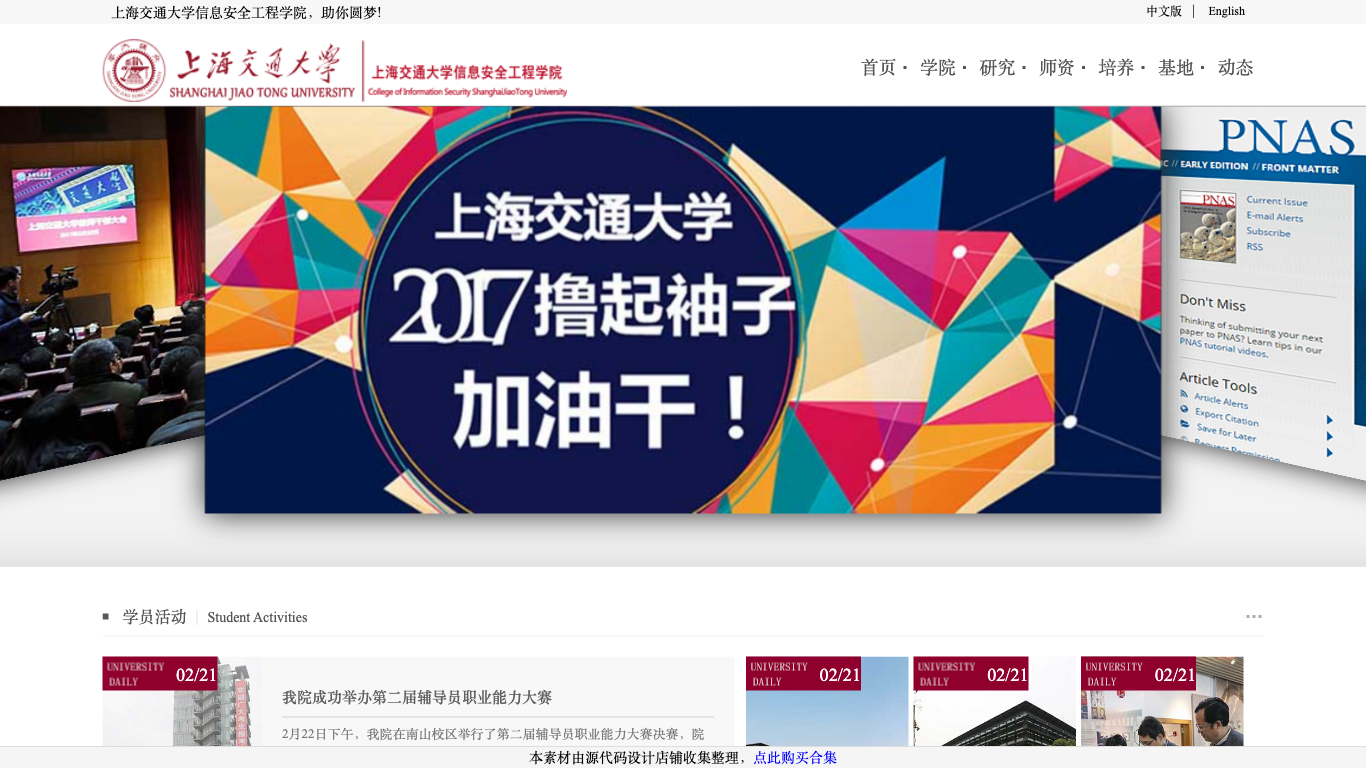 上海交通大学信息安全工程学院，助你圆梦!
中文版 | English
上海交通大学
SHANGHAI JIAO TONG UNIVERSITY
上海交通大学信息安全工程学院
College of Information Security ShanghaiJiaoTong University
首页 · 学院 · 研究 · 师资 · 培养 · 基地 · 动态
上海交通大学
2017撸起袖子
加油干！
PNAS
IC // EARLY EDITION // FRONT MATTER
PNAS
Current Issue
E-mail Alerts
Subscribe
RSS
Don't Miss
Thinking of submitting your next
paper to PNAS? Learn tips in our
PNAS tutorial videos.
Article Tools
Article Alerts
Export Citation
Save for Later
Request Permission
学员活动 | Student Activities
UNIVERSITY DAILY 02/21
我院成功举办第二届辅导员职业能力大赛
2月22日下午，我院在南山校区举行了第二届辅导员职业能力大赛决赛，院
UNIVERSITY DAILY 02/21
UNIVERSITY DAILY 02/21
UNIVERSITY DAILY 02/21
本素材由源代码设计店铺收集整理，点此购买合集